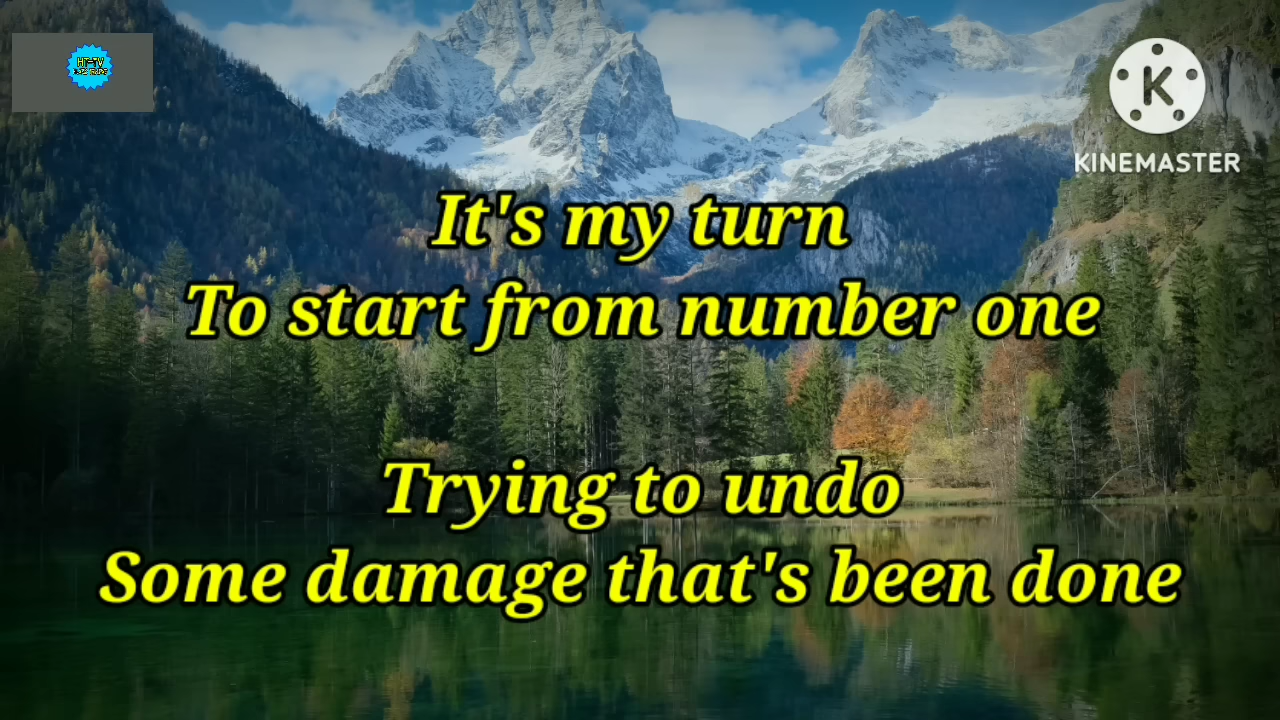 K
KINEMASTER
It's my turn
To start from number one
Trying to undo
Some damage that's been done